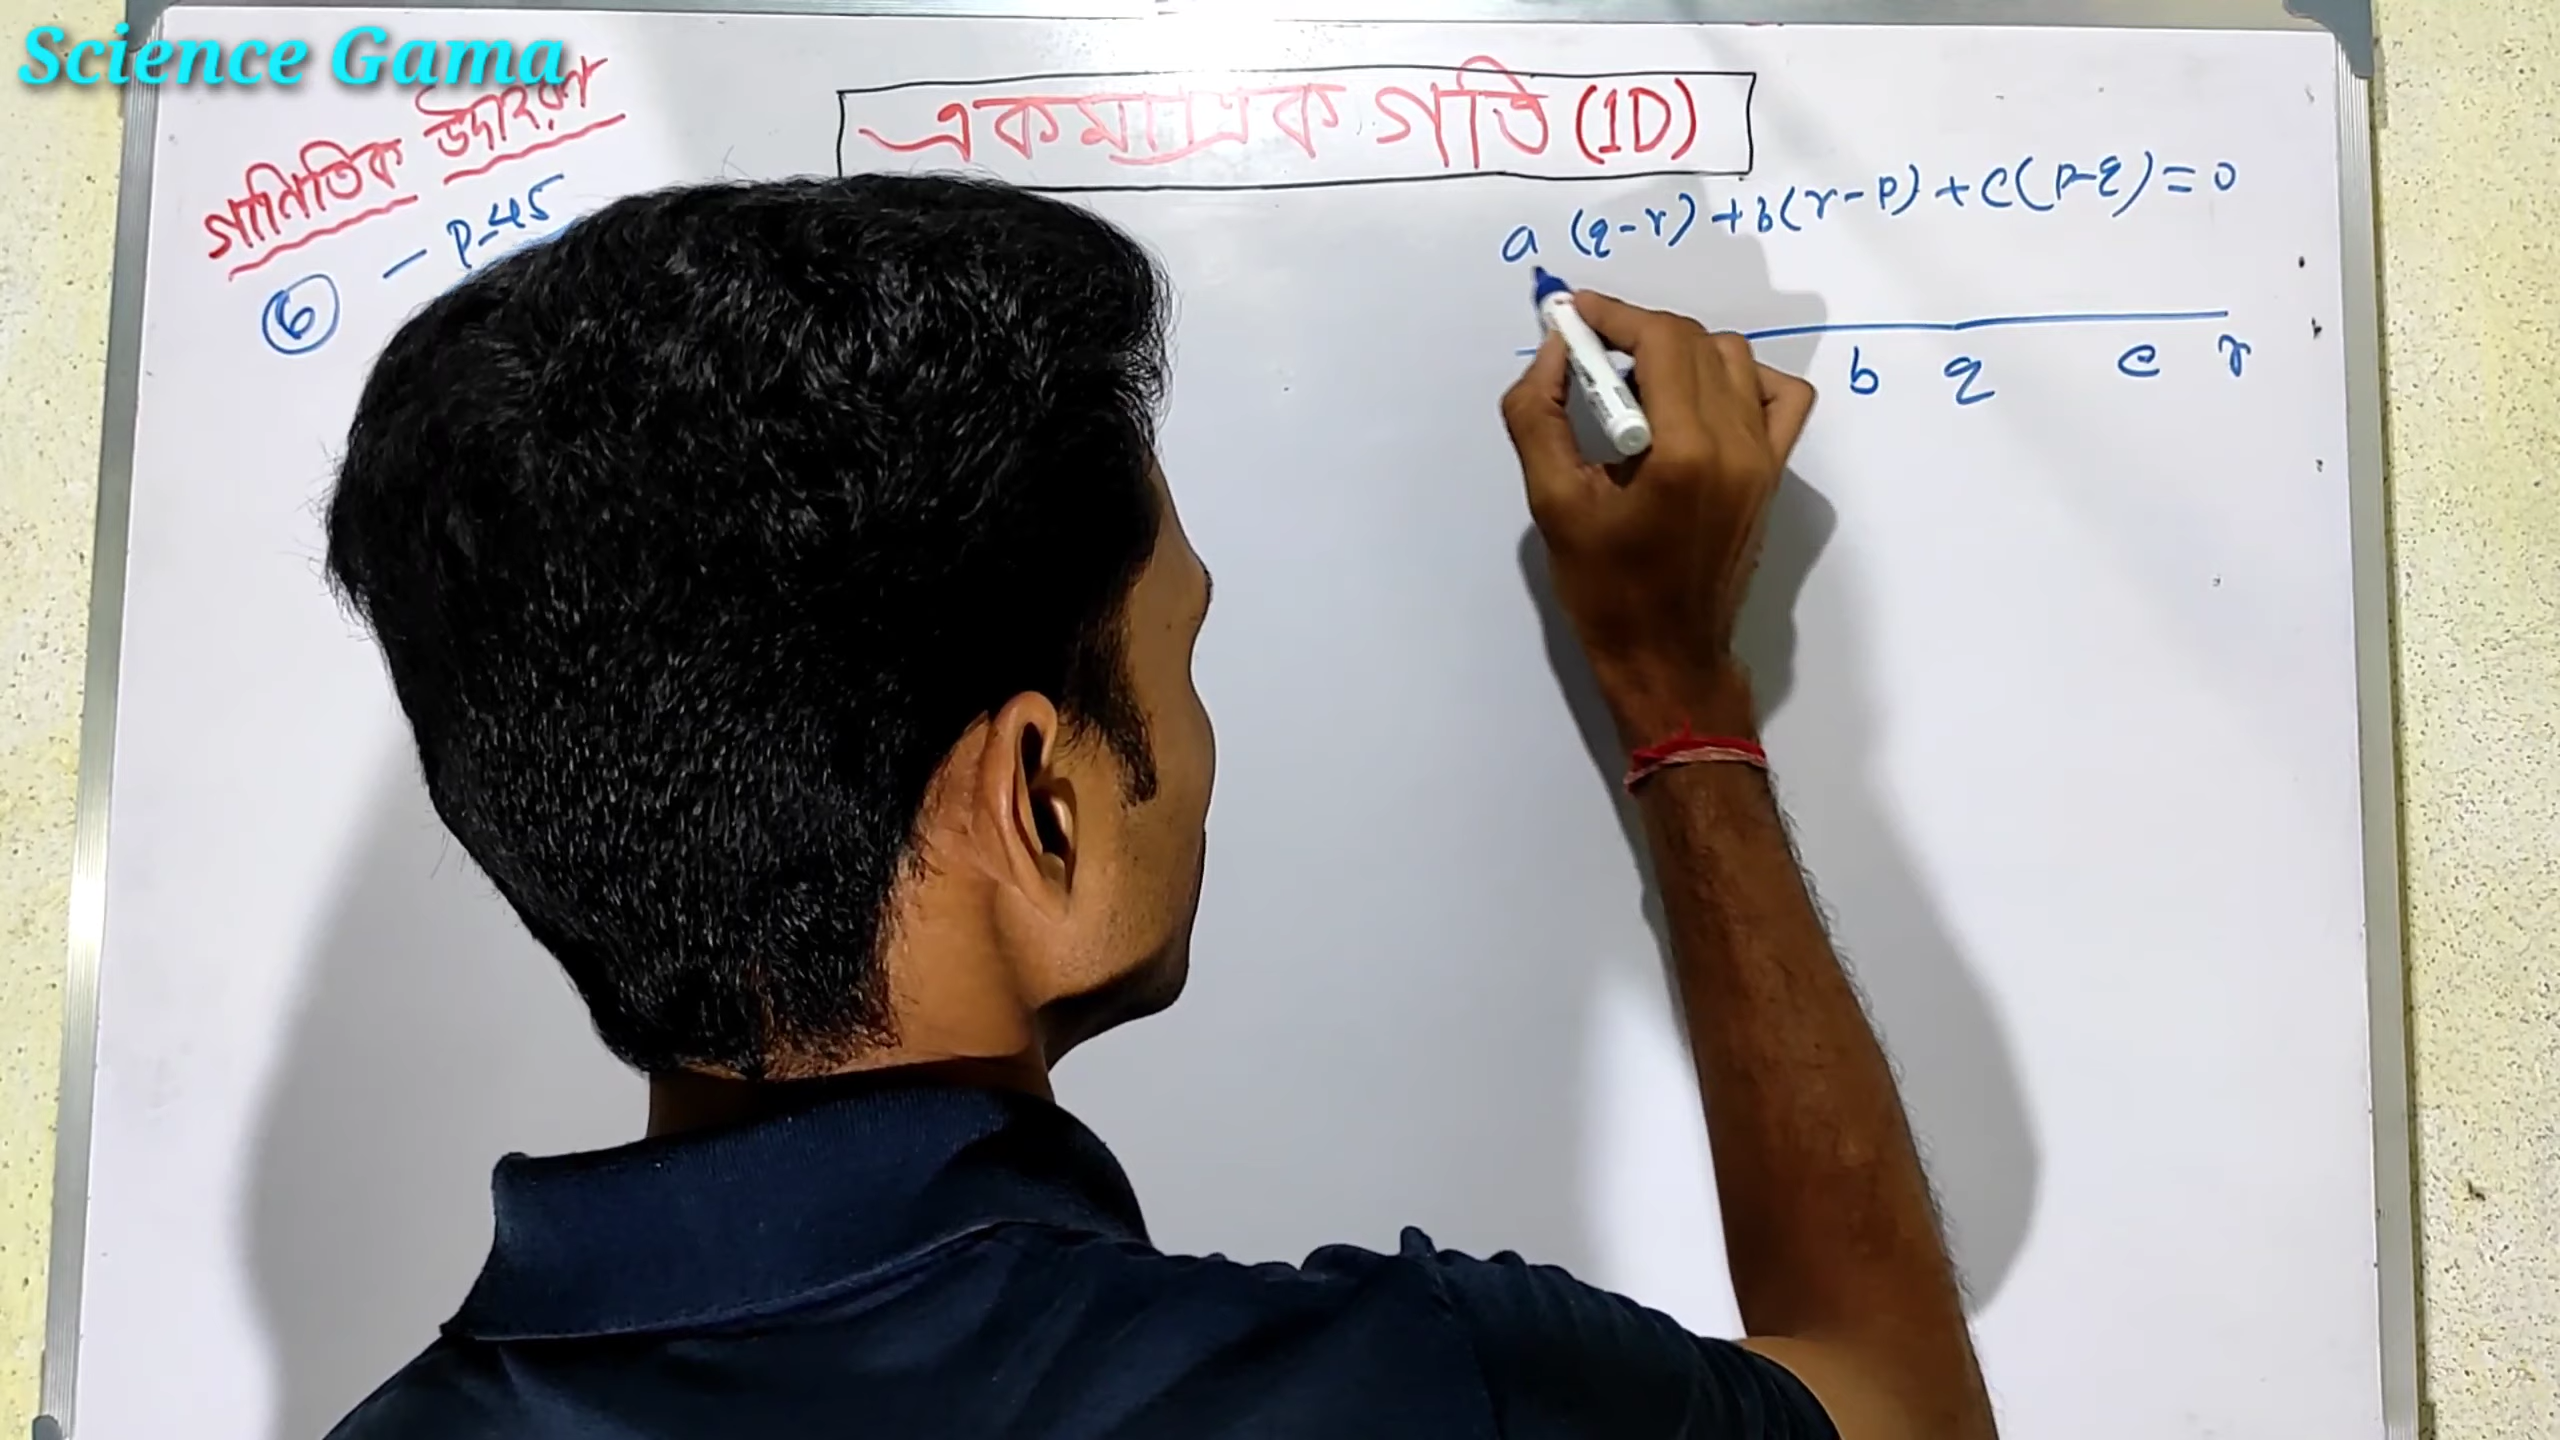 Science Gama
গাণিতিক উদাহরণ
একমাত্রিক গতি (1D)
৬ – P-45
a (q-r) + b(r-p) + c(p-q) = 0
b q c r